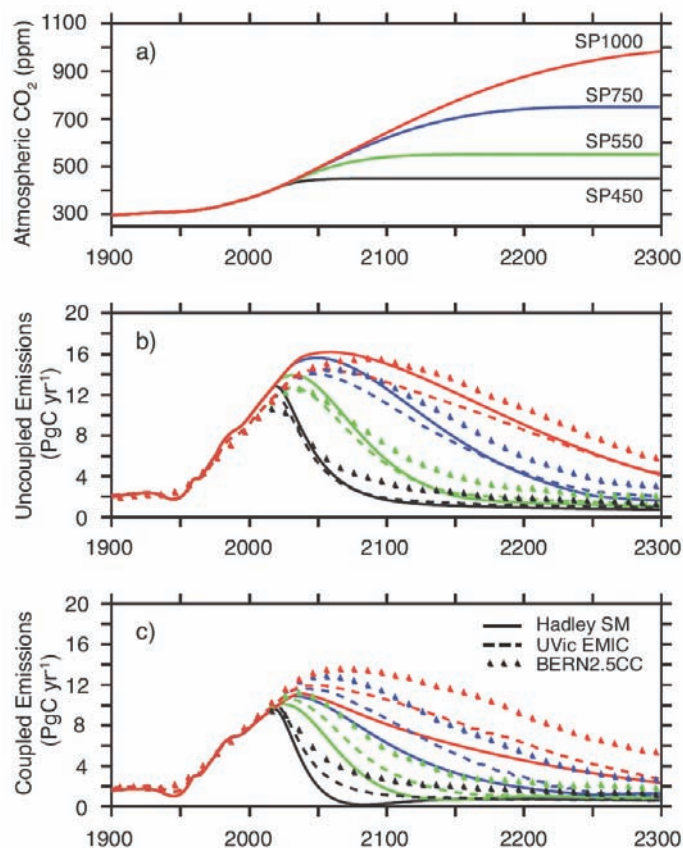 1100
900
700
500
300
Atmospheric CO₂ (ppm)
a)
SP1000
SP750
SP550
SP450
1900 2000 2100 2200 2300
20
16
12
8
4
0
Uncoupled Emissions
(PgC yr⁻¹)
b)
1900 2000 2100 2200 2300
20
16
12
8
4
0
Coupled Emissions
(PgC yr⁻¹)
c)
Hadley SM
UVic EMIC
BERN2.5CC
1900 2000 2100 2200 2300